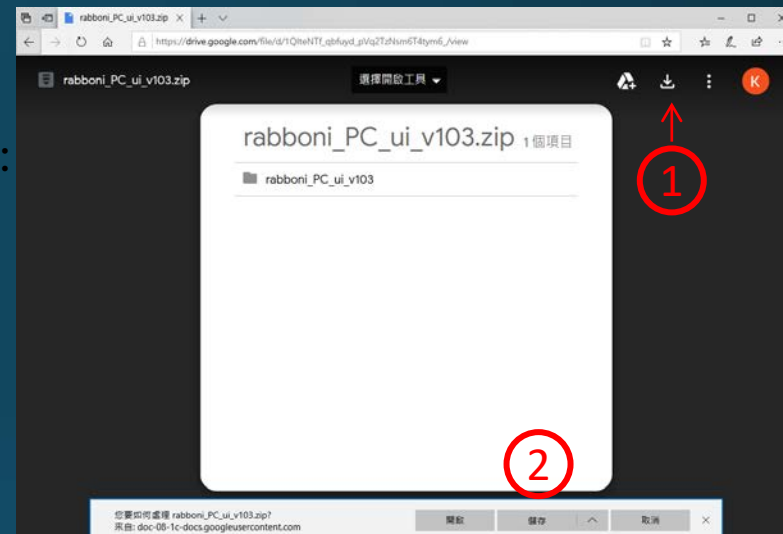 rabboni_PC_ui_v103.zip
https://drive.google.com/file/d/1QlteNTf_qbfuyd_pVq2TzNsm6T4tym6_/view
rabboni_PC_ui_v103.zip
選擇開啟工具
K
:
rabboni_PC_ui_v103.zip 1 個項目
rabboni_PC_ui_v103
1
2
您要如何處理 rabboni_PC_ui_v103.zip?
來自: doc-08-1c-docs.googleusercontent.com
開啟 儲存 取消